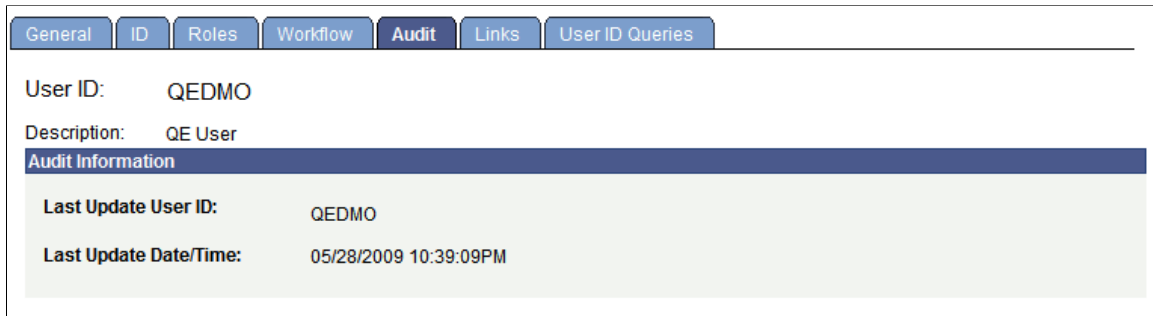 General ID Roles Workflow Audit Links User ID Queries
User ID: QEDMO
Description: QE User
Audit Information
Last Update User ID: QEDMO
Last Update Date/Time: 05/28/2009 10:39:09PM